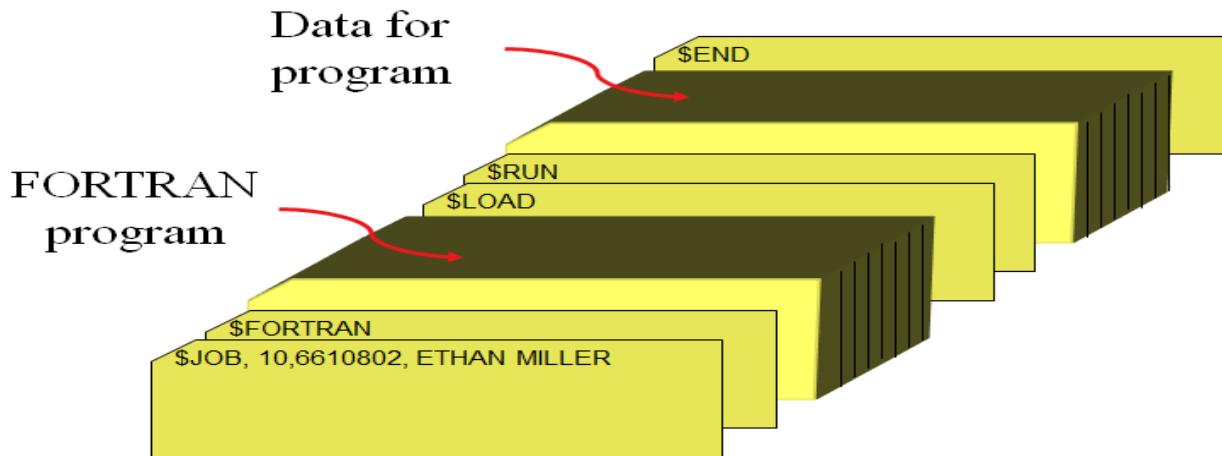 Data for
program
$END
$RUN
$LOAD
FORTRAN
program
$FORTRAN
$JOB, 10,6610802, ETHAN MILLER